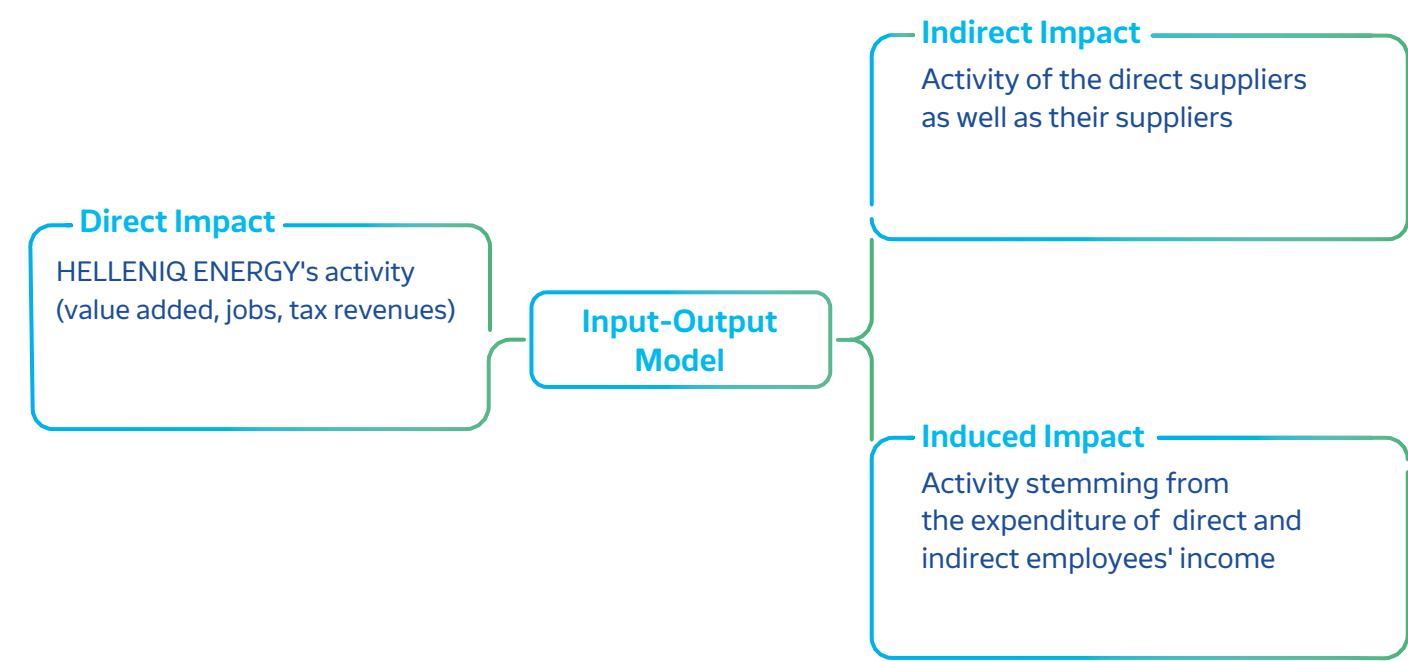 Direct Impact
HELLENIQ ENERGY's activity
(value added, jobs, tax revenues)
Input-Output
Model
Indirect Impact
Activity of the direct suppliers
as well as their suppliers
Induced Impact
Activity stemming from
the expenditure of direct and
indirect employees' income